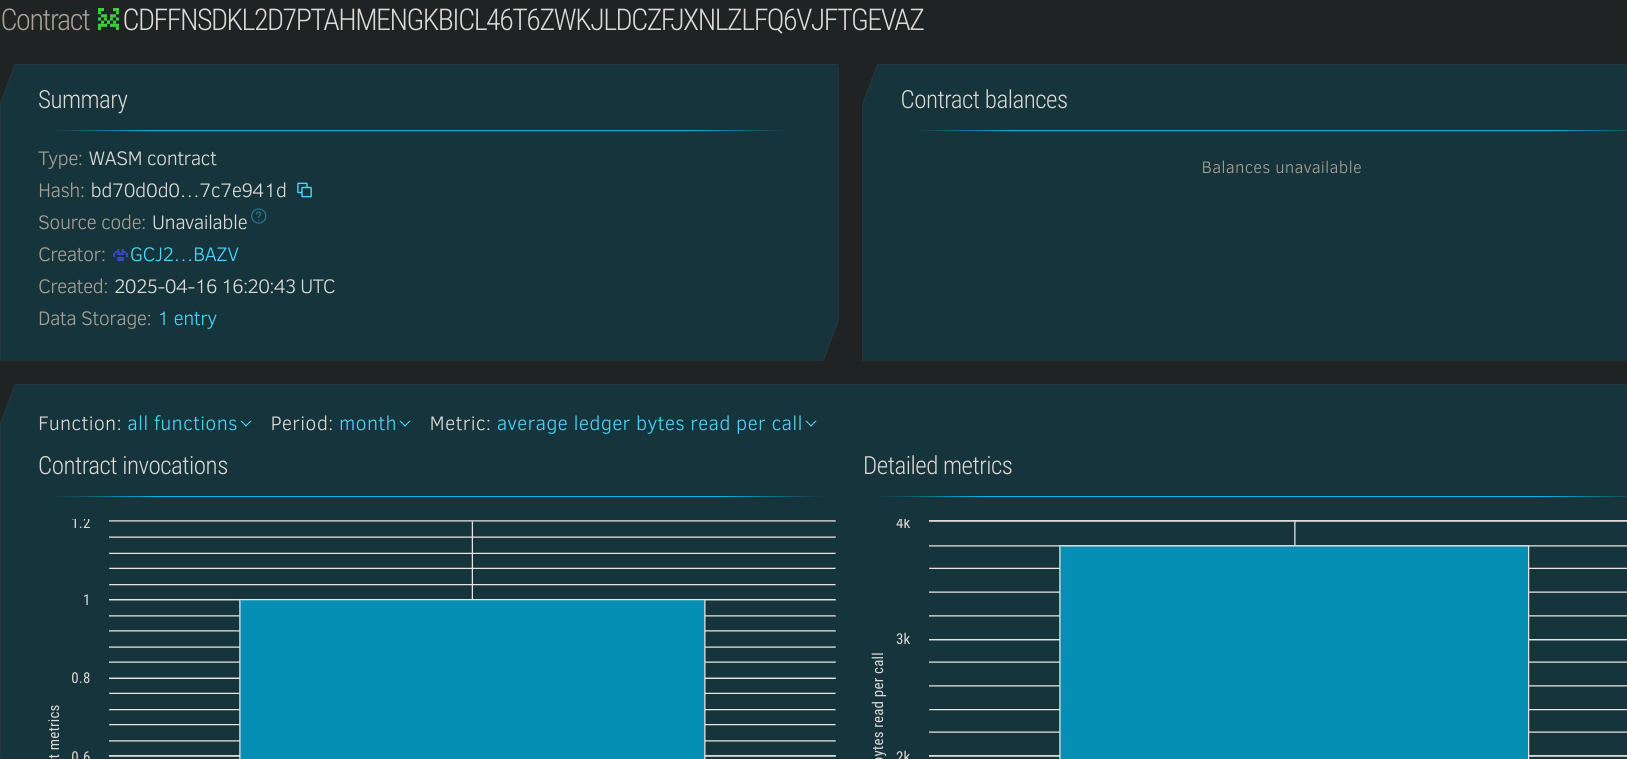 Contract CDFFNSDKL2D7PTAHMENGKBICL46T6ZWKJLDCZFJXNLZLFQ6VJFTGEVAZ
Summary
Type: WASM contract
Hash: bd70d0d0...7c7e941d
Source code: Unavailable
Creator: GCJ2...BAZV
Created: 2025-04-16 16:20:43 UTC
Data Storage: 1 entry
Contract balances
Balances unavailable
Function: all functions Period: month Metric: average ledger bytes read per call
Contract invocations
1.2
1
0.8
0.6
t metrics
Detailed metrics
4k
3k
2k
ytes read per call